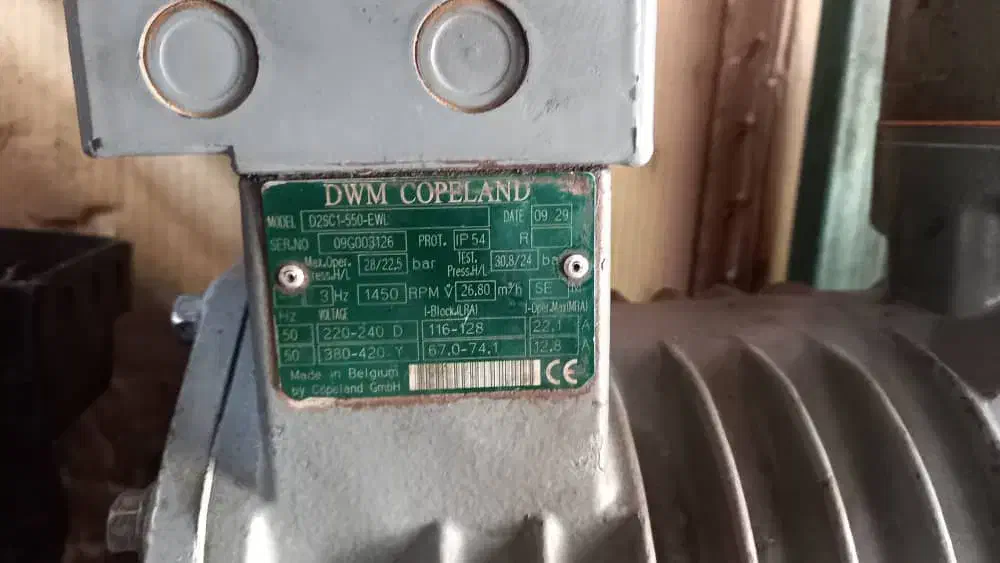 DWM COPELAND
MODEL D2SC1-550-EWL DATE 09 29
SER.NO 09G003126 PROT. IP 54 R
Max.Oper. Press.H/L 28/22,5 bar TEST. Press.H/L 30,8/24 ba
3 Hz 1450 RPM V 26,80 m³/h SE
Hz VOLTAGE I-Block.(LRA) I-Oper.Max(MRA)
50 220-240 D 116-128 22.1 A
50 380-420 Y 67.0-74.1 12.8 A
Made in Belgium
by Copeland GmbH CE